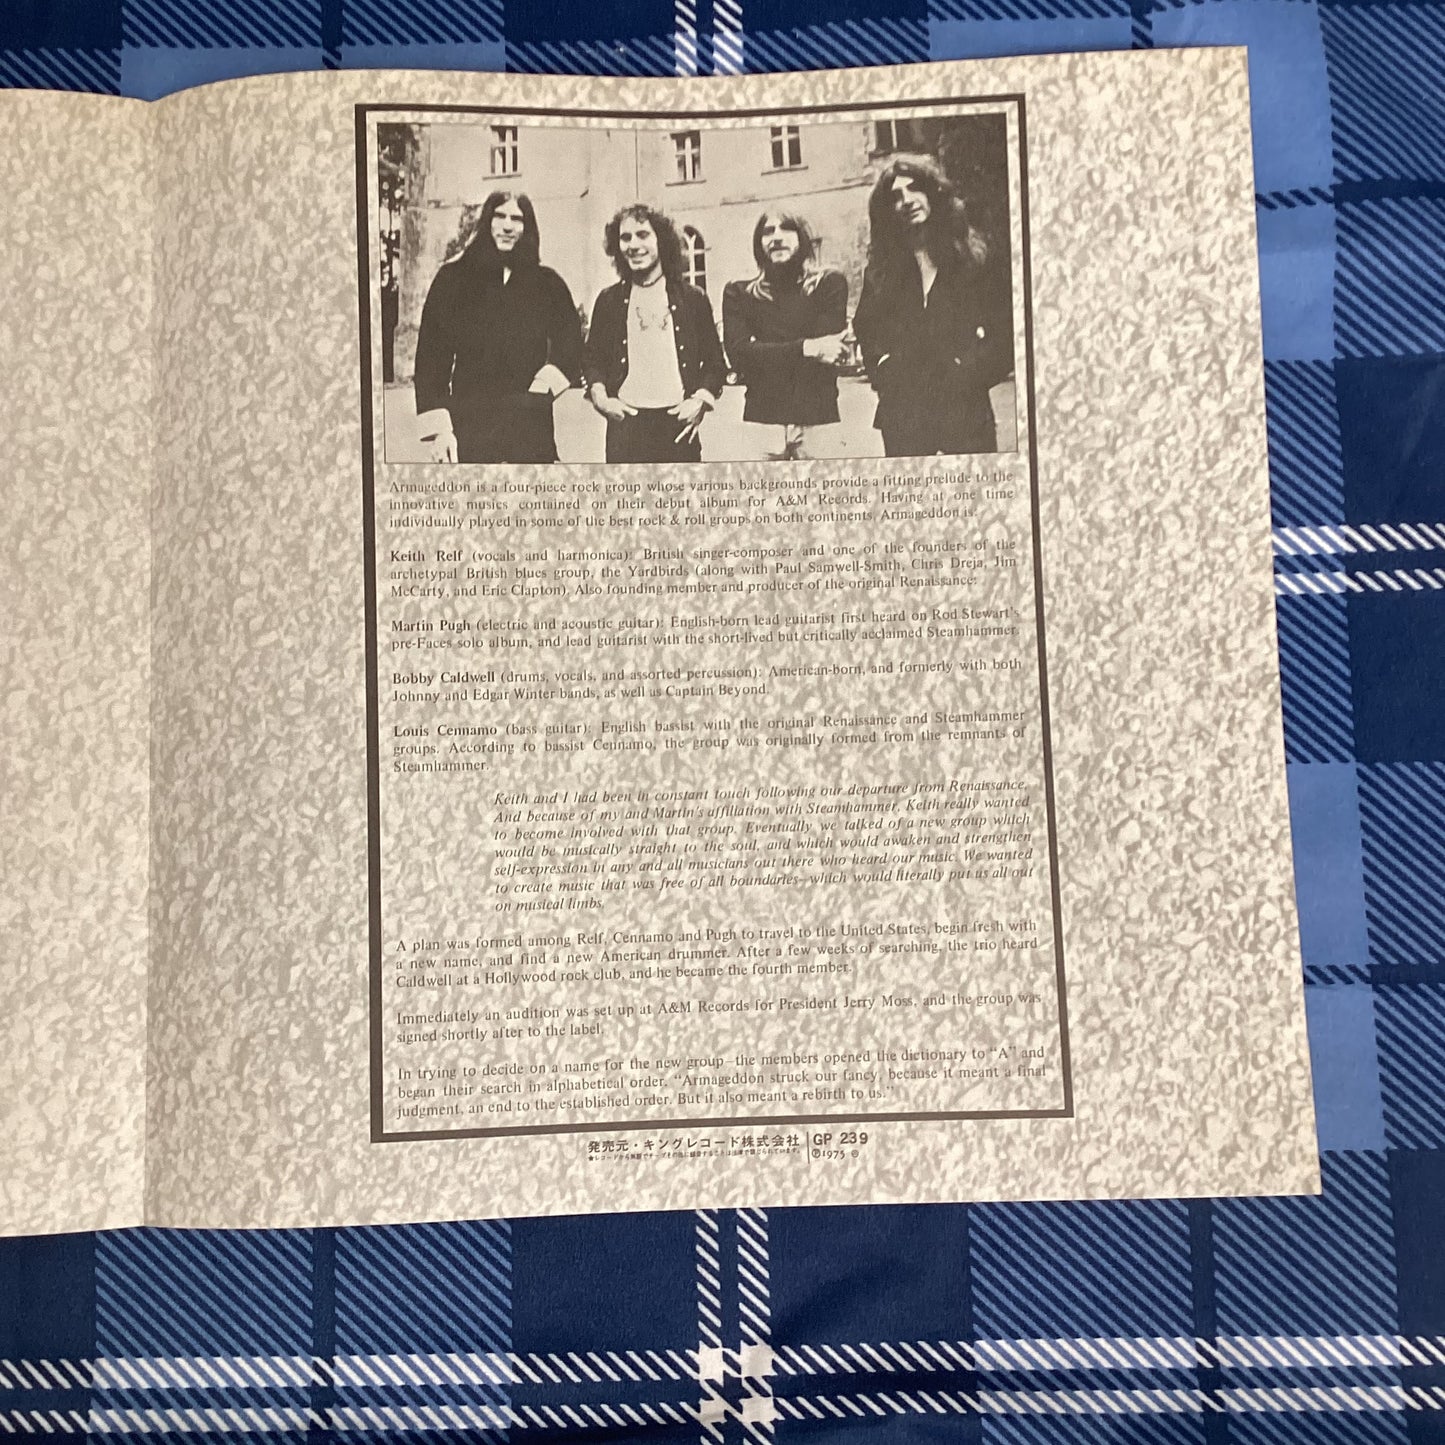 Armageddon is a four-piece rock group whose various backgrounds provide a fitting prelude to the
innovative musics contained on their debut album for A&M Records. Having at one time
individually played in some of the best rock & roll groups on both continents, Armageddon is:
Keith Relf (vocals and harmonica): British singer-composer and one of the founders of the
archetypal British blues group, the Yardbirds (along with Paul Samwell-Smith, Chris Dreja, Jim
McCarty, and Eric Clapton). Also founding member and producer of the original Renaissance.
Martin Pugh (electric and acoustic guitar): English-born lead guitarist first heard on Rod Stewart's
pre-Faces solo album, and lead guitarist with the short-lived but critically acclaimed Steamhammer.
Bobby Caldwell (drums, vocals, and assorted percussion): American-born, and formerly with both
Johnny and Edgar Winter bands, as well as Captain Beyond.
Louis Cennamo (bass guitar): English bassist with the original Renaissance and Steamhammer
groups. According to bassist Cennamo, the group was originally formed from the remnants of
Steamhammer.
Keith and I had been in constant touch following our departure from Renaissance.
And because of my and Martin's affiliation with Steamhammer, Keith really wanted
to become involved with that group. Eventually we talked of a new group which
would be musically straight to the soul, and which would awaken and strengthen
self-expression in any and all musicians out there who heard our music. We wanted
to create music that was free of all boundaries—which would literally put us all out
on musical limbs.
A plan was formed among Relf, Cennamo and Pugh to travel to the United States, begin fresh with
a new name, and find a new American drummer. After a few weeks of searching, the trio heard
Caldwell at a Hollywood rock club, and he became the fourth member.
Immediately an audition was set up at A&M Records for President Jerry Moss, and the group was
signed shortly after to the label.
In trying to decide on a name for the new group—the members opened the dictionary to "A" and
began their search in alphabetical order. "Armageddon struck our fancy, because it meant a final
judgment, an end to the established order. But it also meant a rebirth to us."
発売元・キングレコード株式会社 GP 239
℗1975